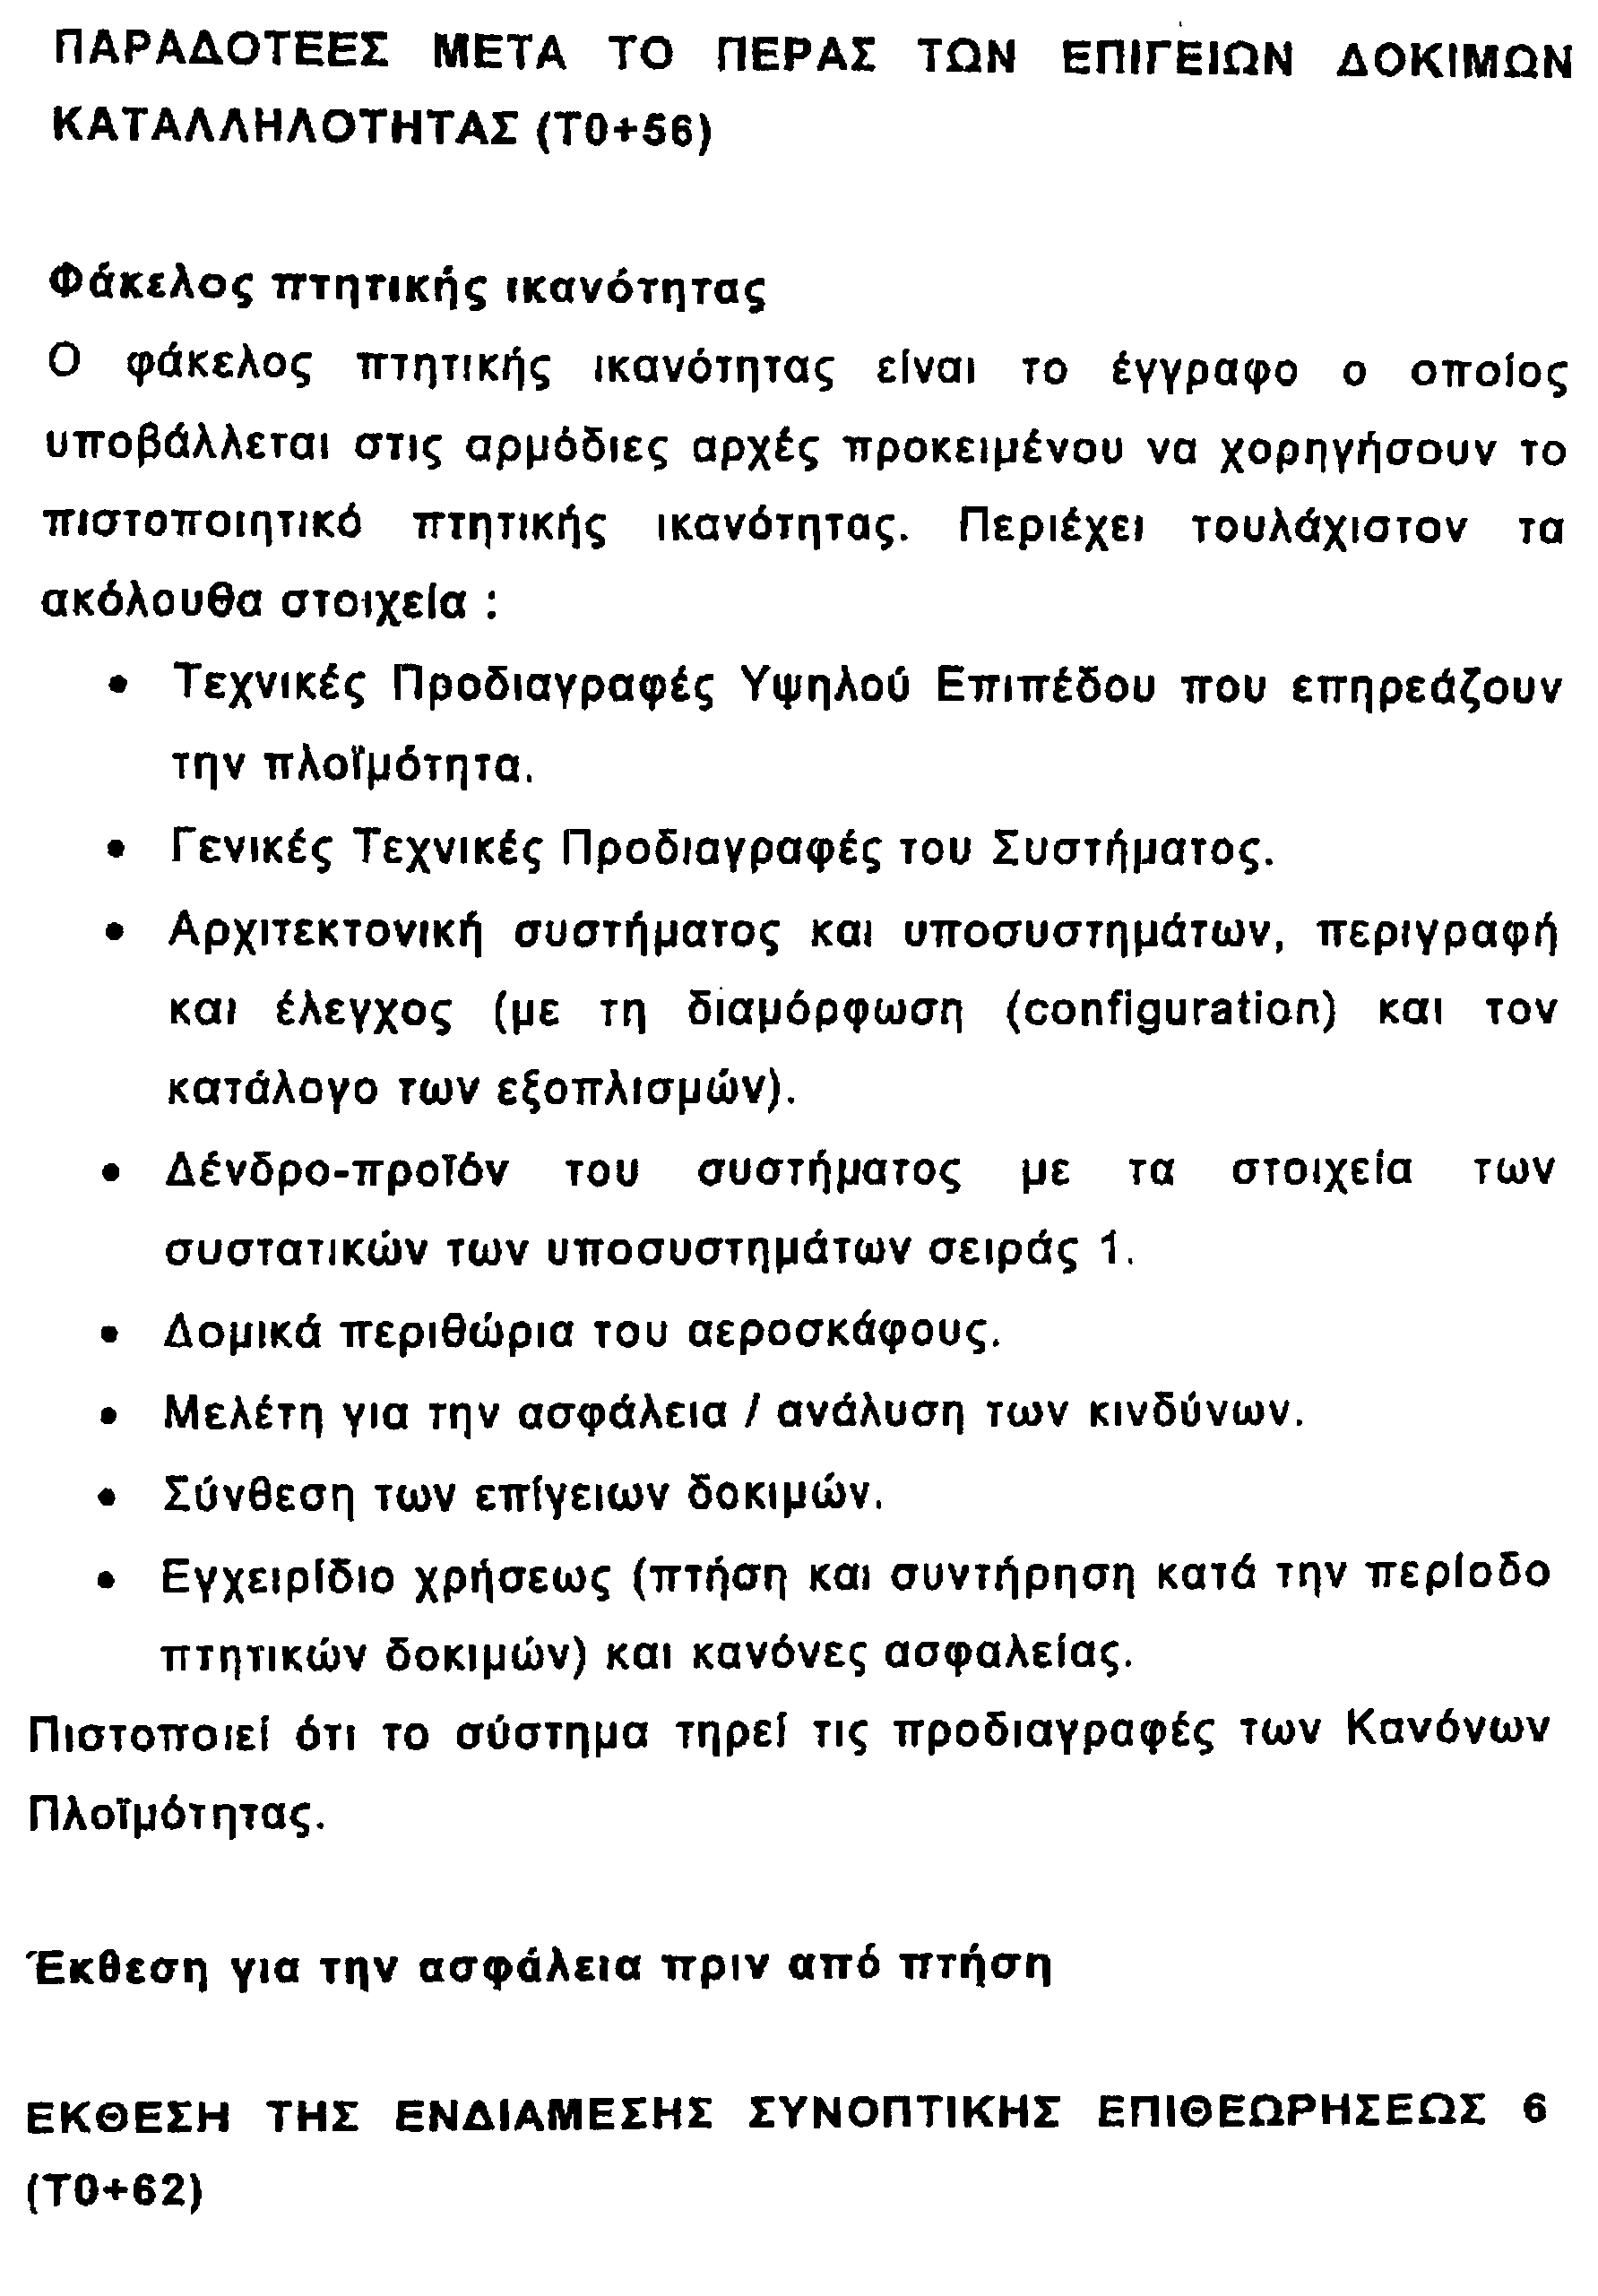 ΠΑΡΑΔΟΤΕΕΣ ΜΕΤΑ ΤΟ ΠΕΡΑΣ ΤΩΝ ΕΠΙΓΕΙΩΝ ΔΟΚΙΜΩΝ
ΚΑΤΑΛΛΗΛΟΤΗΤΑΣ (Τ0+56)
Φάκελος πτητικής ικανότητας
Ο φάκελος πτητικής ικανότητας είναι το έγγραφο ο οποίος
υποβάλλεται στις αρμόδιες αρχές προκειμένου να χορηγήσουν το
πιστοποιητικό πτητικής ικανότητας. Περιέχει τουλάχιστον τα
ακόλουθα στοιχεία :
• Τεχνικές Προδιαγραφές Υψηλού Επιπέδου που επηρεάζουν
την πλοϊμότητα.
• Γενικές Τεχνικές Προδιαγραφές του Συστήματος.
• Αρχιτεκτονική συστήματος και υποσυστημάτων, περιγραφή
και έλεγχος (με τη διαμόρφωση (configuration) και τον
κατάλογο των εξοπλισμών).
• Δένδρο-προϊόν του συστήματος με τα στοιχεία των
συστατικών των υποσυστημάτων σειράς 1.
• Δομικά περιθώρια του αεροσκάφους.
• Μελέτη για την ασφάλεια / ανάλυση των κινδύνων.
• Σύνθεση των επίγειων δοκιμών.
• Εγχειρίδιο χρήσεως (πτήση και συντήρηση κατά την περίοδο
πτητικών δοκιμών) και κανόνες ασφαλείας.
Πιστοποιεί ότι το σύστημα τηρεί τις προδιαγραφές των Κανόνων
Πλοϊμότητας.
Έκθεση για την ασφάλεια πριν από πτήση
ΕΚΘΕΣΗ ΤΗΣ ΕΝΔΙΑΜΕΣΗΣ ΣΥΝΟΠΤΙΚΗΣ ΕΠΙΘΕΩΡΗΣΕΩΣ 6
(Τ0+62)